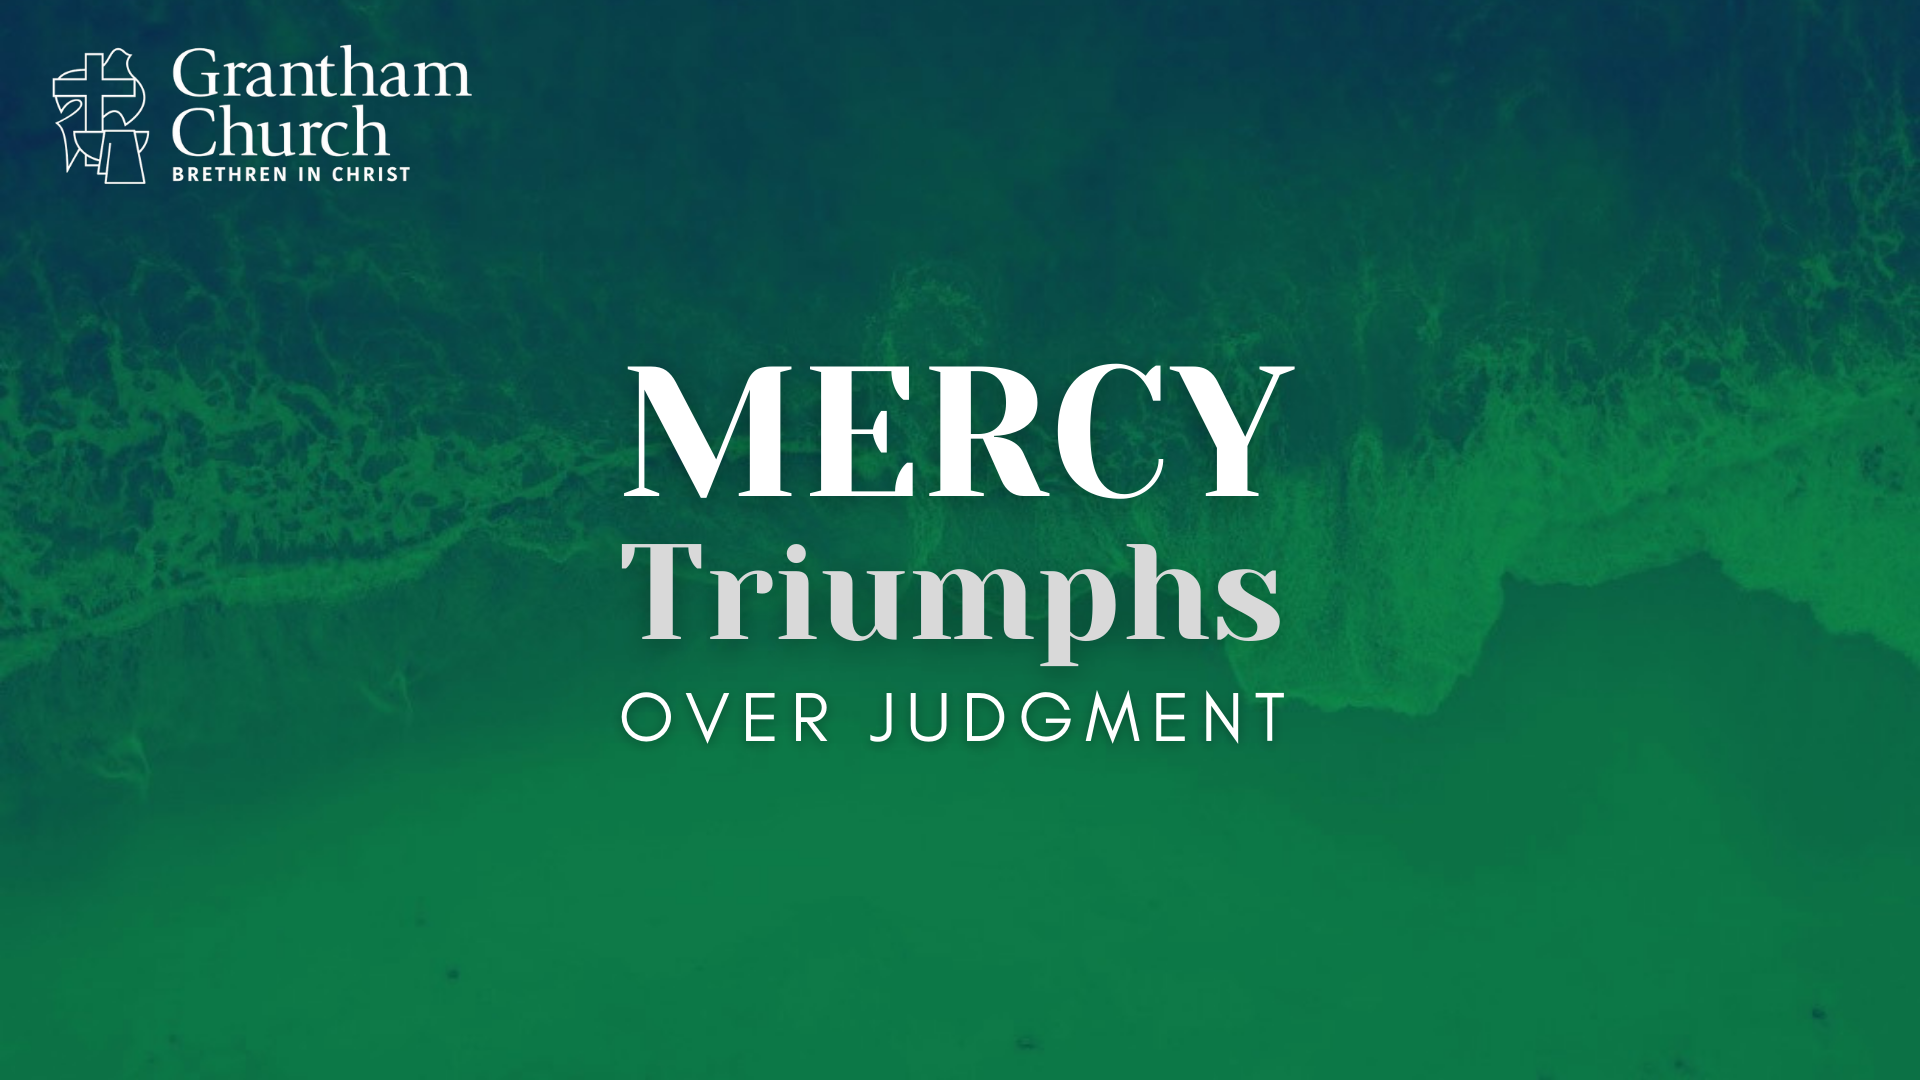 Grantham
Church
BRETHREN IN CHRIST
MERCY
Triumphs
OVER JUDGMENT